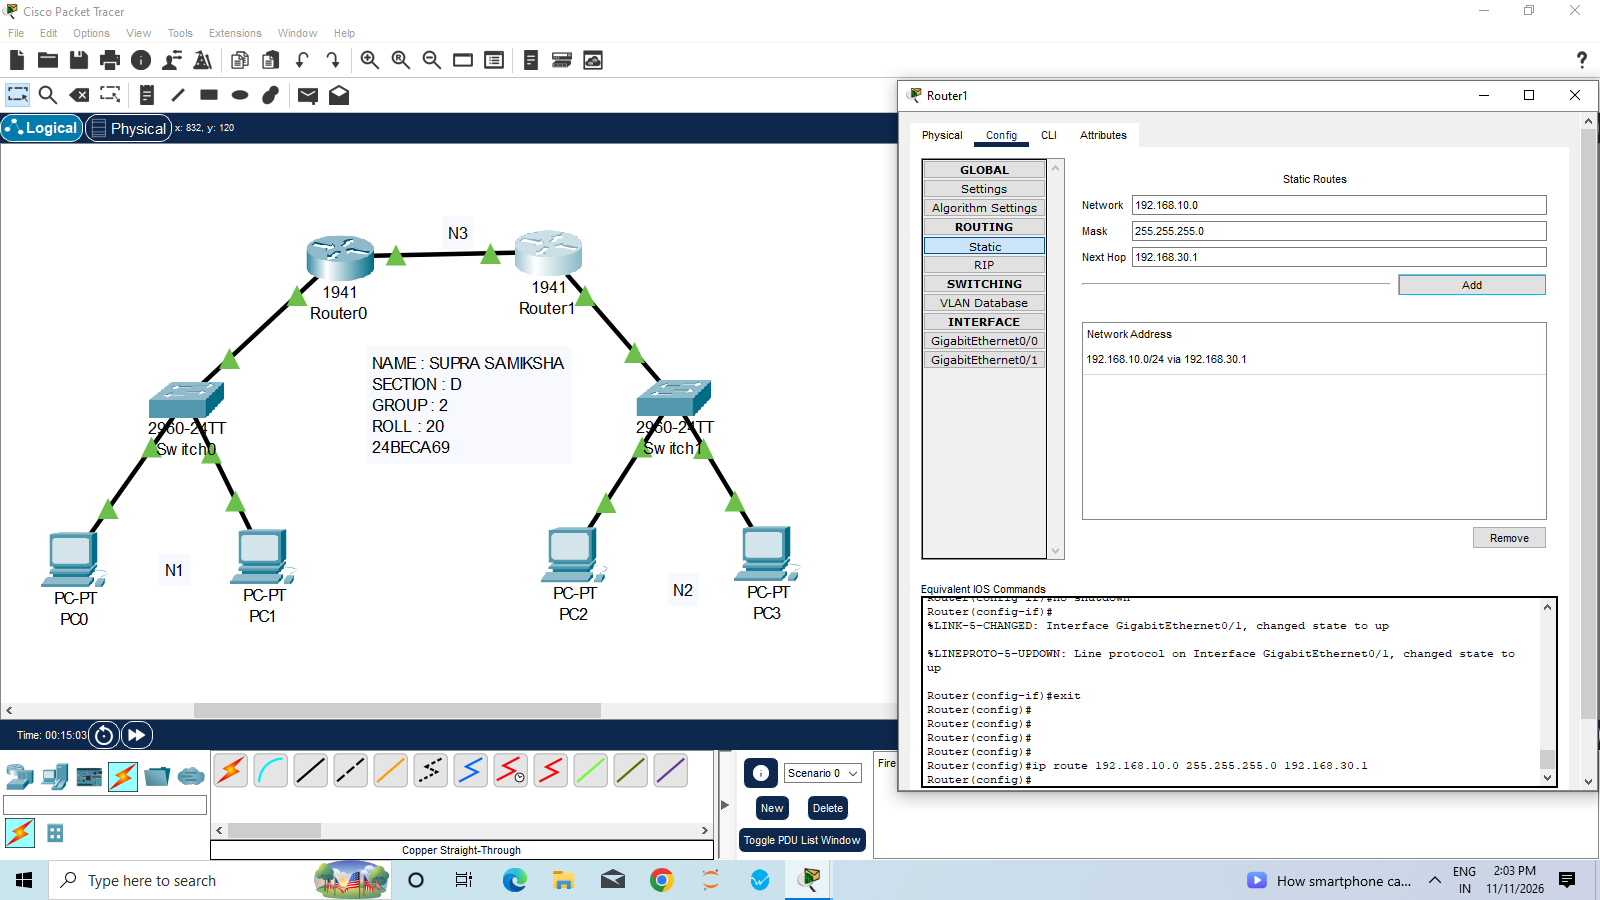 Cisco Packet Tracer
File Edit Options View Tools Extensions Window Help
Logical Physical x: 832, y: 120
N3
1941
Router0
1941
Router1
NAME : SUPRA SAMIKSHA
SECTION : D
GROUP : 2
ROLL : 20
24BECA69
2960-24TT
Switch0
2960-24TT
Switch1
N1
N2
PC-PT
PC0
PC-PT
PC1
PC-PT
PC2
PC-PT
PC3
Router1
Physical Config CLI Attributes
GLOBAL
Settings
Algorithm Settings
ROUTING
Static
RIP
SWITCHING
VLAN Database
INTERFACE
GigabitEthernet0/0
GigabitEthernet0/1
Static Routes
Network 192.168.10.0
Mask 255.255.255.0
Next Hop 192.168.30.1
Add
Network Address
192.168.10.0/24 via 192.168.30.1
Remove
Equivalent IOS Commands
Router(config-if)#no shutdown
Router(config-if)#
%LINK-5-CHANGED: Interface GigabitEthernet0/1, changed state to up
%LINEPROTO-5-UPDOWN: Line protocol on Interface GigabitEthernet0/1, changed state to
up
Router(config-if)#exit
Router(config)#
Router(config)#
Router(config)#
Router(config)#
Router(config)#ip route 192.168.10.0 255.255.255.0 192.168.30.1
Router(config)#
Time: 00:15:03
Scenario 0
Fire
New Delete
Toggle PDU List Window
Copper Straight-Through
Type here to search
How smartphone ca...
ENG
IN
2:03 PM
11/11/2026